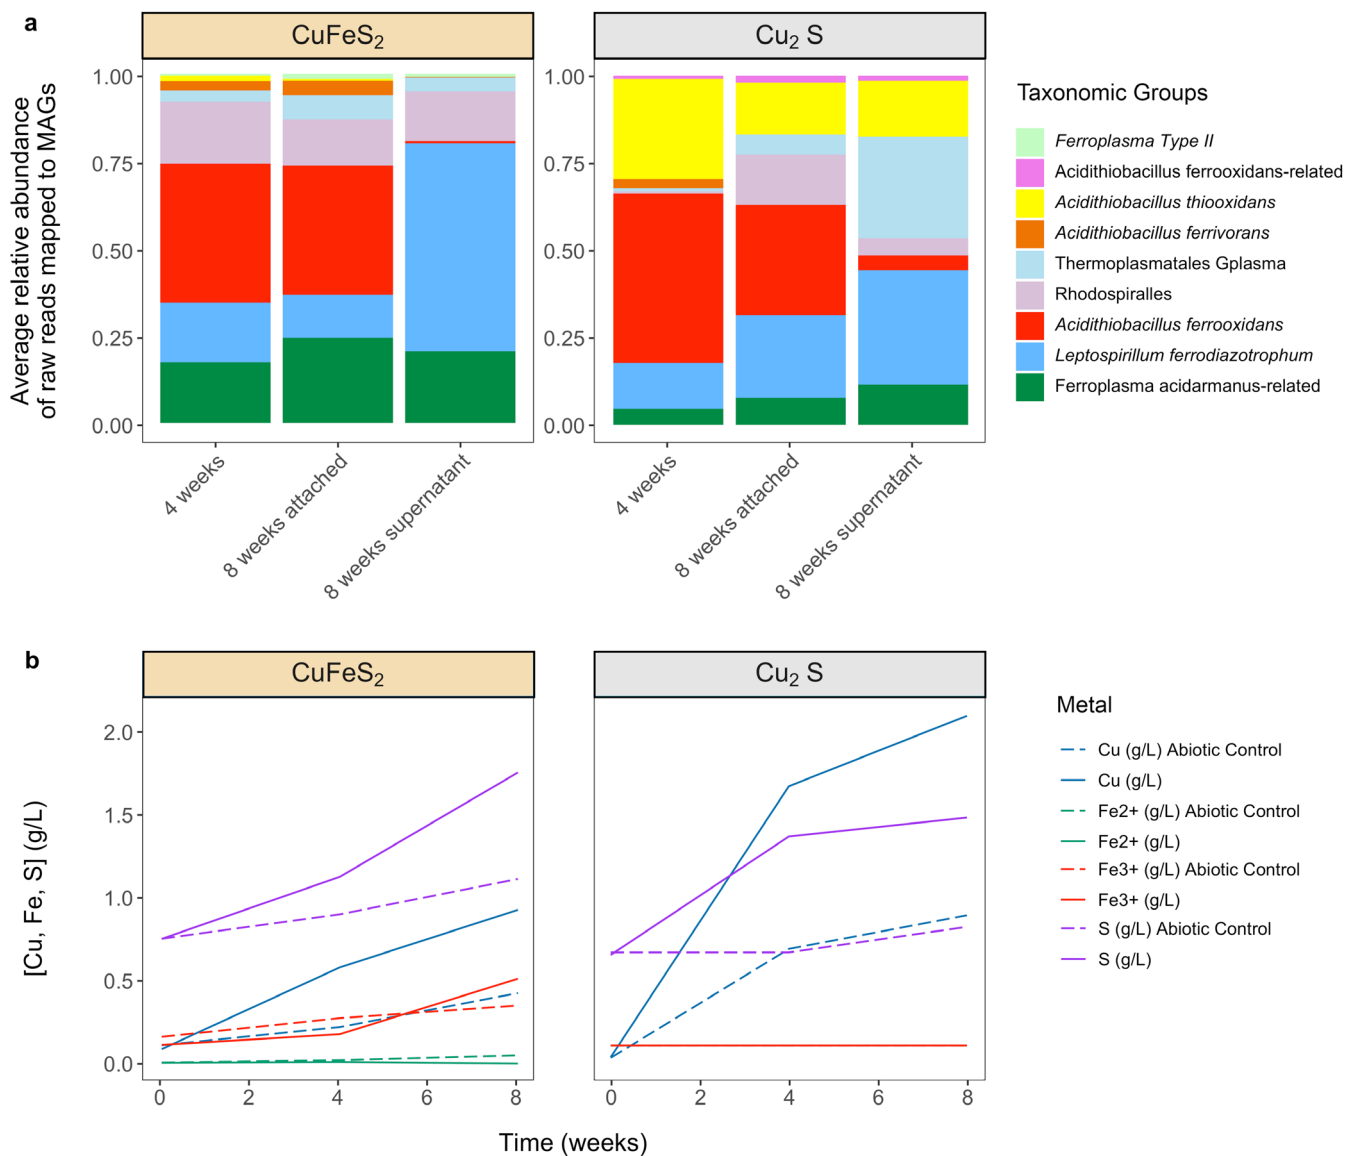 a
CuFeS2
Cu2 S
Average relative abundance
of raw reads mapped to MAGs
1.00
0.75
0.50
0.25
0.00
1.00
0.75
0.50
0.25
0.00
4 weeks
8 weeks attached
8 weeks supernatant
4 weeks
8 weeks attached
8 weeks supernatant
Taxonomic Groups
Ferroplasma Type II
Acidithiobacillus ferrooxidans-related
Acidithiobacillus thiooxidans
Acidithiobacillus ferrivorans
Thermoplasmatales Gplasma
Rhodospiralles
Acidithiobacillus ferrooxidans
Leptospirillum ferrodiazotrophum
Ferroplasma acidarmanus-related
b
CuFeS2
Cu2 S
[Cu, Fe, S] (g/L)
2.0
1.5
1.0
0.5
0.0
0 2 4 6 8
0 2 4 6 8
Time (weeks)
Metal
Cu (g/L) Abiotic Control
Cu (g/L)
Fe2+ (g/L) Abiotic Control
Fe2+ (g/L)
Fe3+ (g/L) Abiotic Control
Fe3+ (g/L)
S (g/L) Abiotic Control
S (g/L)